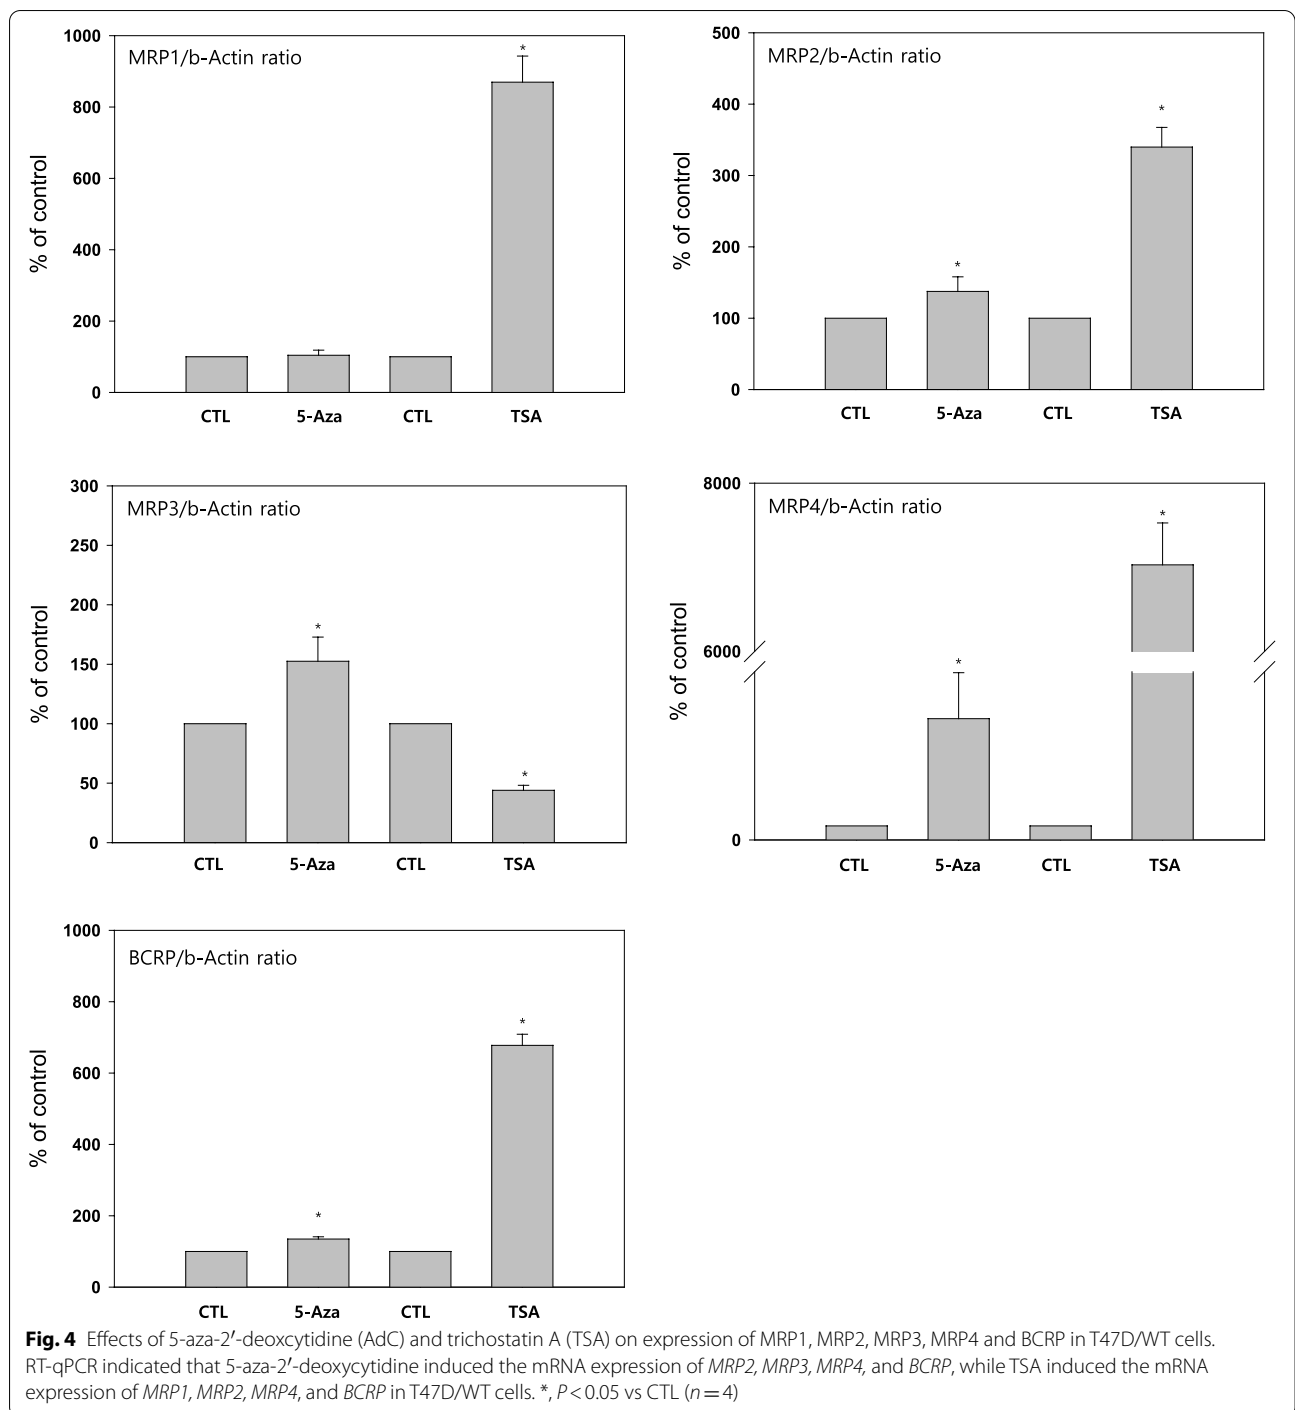 MRP1/b-Actin ratio
% of control
1000
800
600
400
200
0
CTL 5-Aza CTL TSA
*
MRP2/b-Actin ratio
% of control
500
400
300
200
100
0
CTL 5-Aza CTL TSA
* *
MRP3/b-Actin ratio
% of control
300
250
200
150
100
50
0
CTL 5-Aza CTL TSA
* *
MRP4/b-Actin ratio
% of control
8000
6000
0
CTL 5-Aza CTL TSA
* *
BCRP/b-Actin ratio
% of control
1000
800
600
400
200
0
CTL 5-Aza CTL TSA
* *
Fig. 4 Effects of 5-aza-2′-deoxcytidine (AdC) and trichostatin A (TSA) on expression of MRP1, MRP2, MRP3, MRP4 and BCRP in T47D/WT cells.
RT-qPCR indicated that 5-aza-2′-deoxycytidine induced the mRNA expression of MRP2, MRP3, MRP4, and BCRP, while TSA induced the mRNA
expression of MRP1, MRP2, MRP4, and BCRP in T47D/WT cells. *, P < 0.05 vs CTL (n = 4)